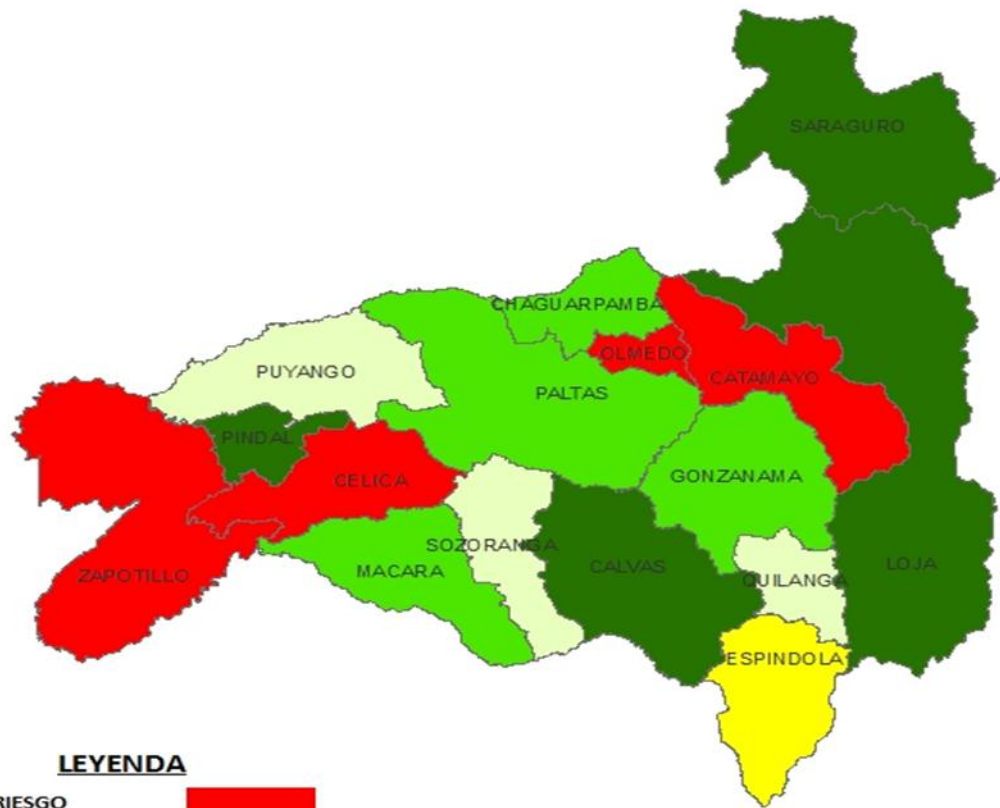 SARAGURO
CHAGUARPAMBA
OLMEDO
PUYANGO
CATAMAYO
PALTAS
PINDAL
CELICA
GONZANAMA
SOZORANGA
MACARA
CALVAS
LOJA
ZAPOTILLO
QUILANGA
ESPINDOLA
LEYENDA
RIESGO